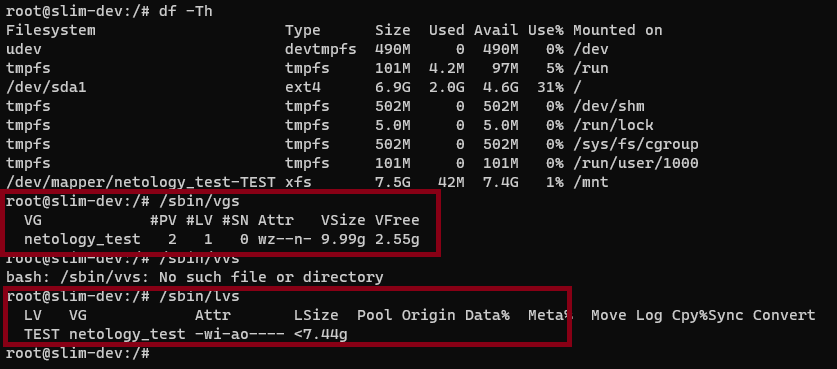 root@slim-dev:/# df -Th
Filesystem Type Size Used Avail Use% Mounted on
udev devtmpfs 490M 0 490M 0% /dev
tmpfs tmpfs 101M 4.2M 97M 5% /run
/dev/sda1 ext4 6.9G 2.0G 4.6G 31% /
tmpfs tmpfs 502M 0 502M 0% /dev/shm
tmpfs tmpfs 5.0M 0 5.0M 0% /run/lock
tmpfs tmpfs 502M 0 502M 0% /sys/fs/cgroup
tmpfs tmpfs 101M 0 101M 0% /run/user/1000
/dev/mapper/netology_test-TEST xfs 7.5G 42M 7.4G 1% /mnt
root@slim-dev:/# /sbin/vgs
VG #PV #LV #SN Attr VSize VFree
netology_test 2 1 0 wz--n- 9.99g 2.55g
root@slim-dev:/# /sbin/vvs
bash: /sbin/vvs: No such file or directory
root@slim-dev:/# /sbin/lvs
LV VG Attr LSize Pool Origin Data% Meta% Move Log Cpy%Sync Convert
TEST netology_test -wi-ao---- <7.44g
root@slim-dev:/#